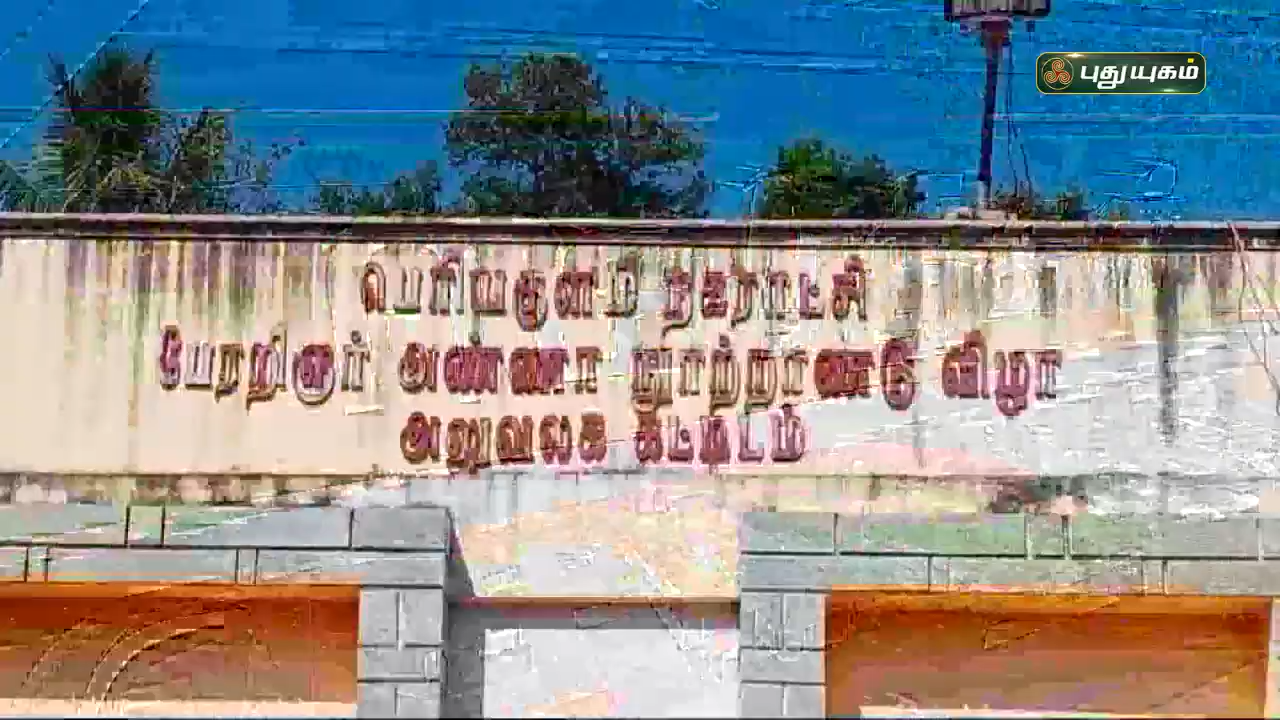 புதுயுகம்
பெரியகுளம் நகராட்சி
பேரறிஞர் அண்ணா நூற்றாண்டு விழா
அலுவலக கட்டிடம்